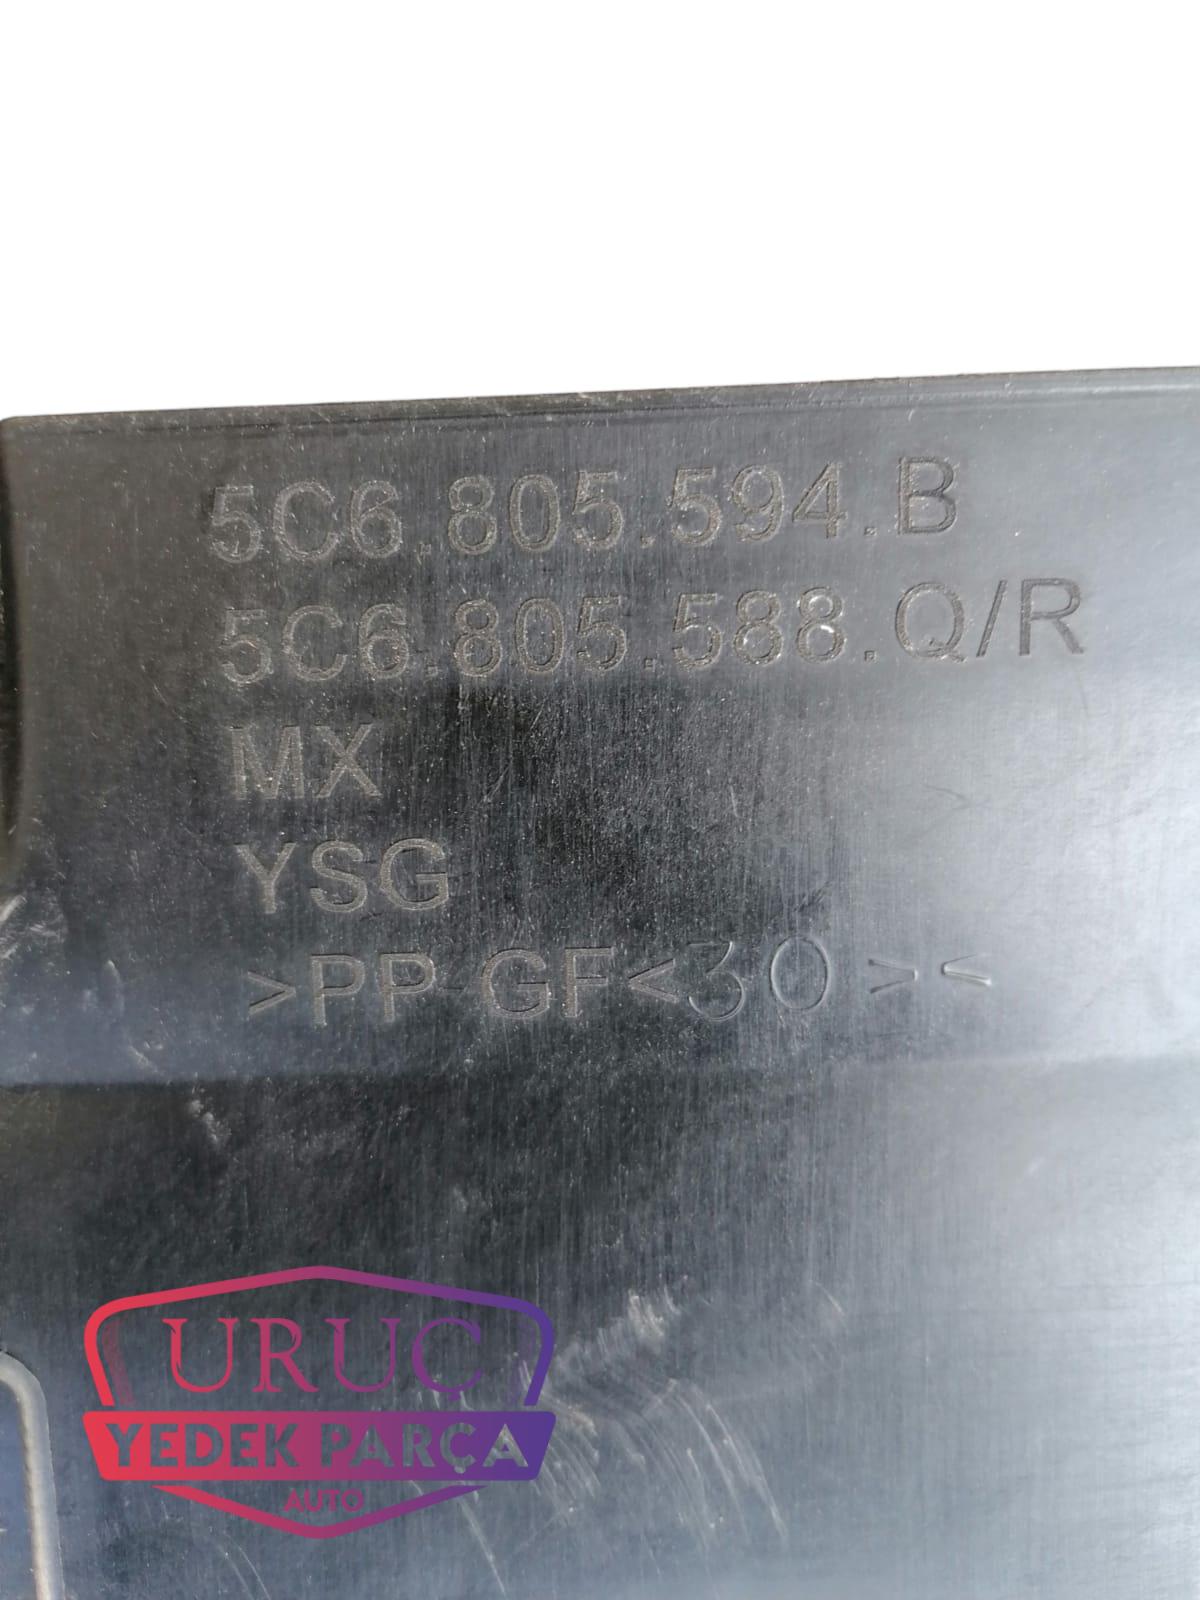 5C6.805.594.B
5C6.805.588.Q/R
MX
YSG
>PP GF<30><
URUÇ
YEDEK PARÇA
AUTO